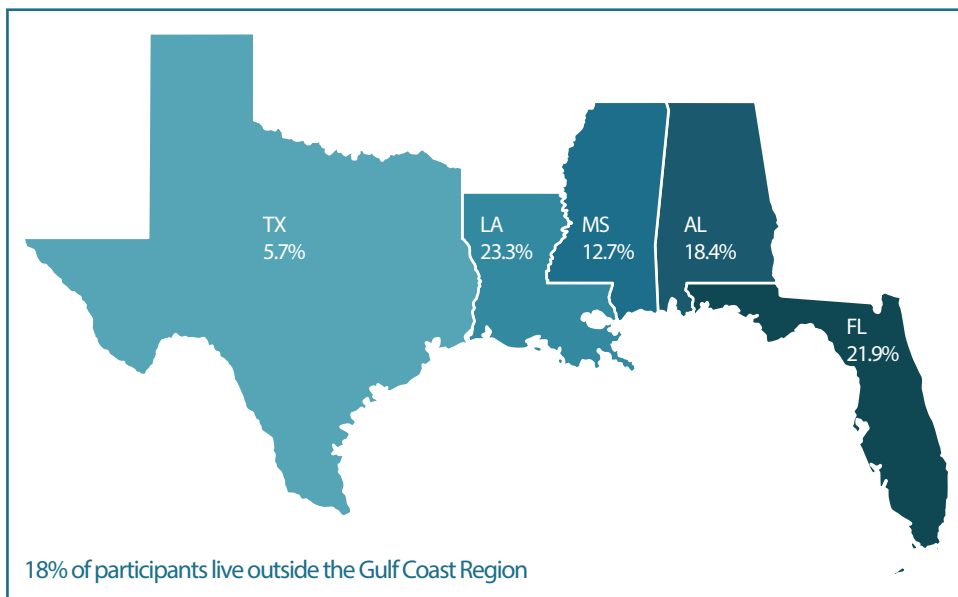 TX
5.7%
LA
23.3%
MS
12.7%
AL
18.4%
FL
21.9%
18% of participants live outside the Gulf Coast Region